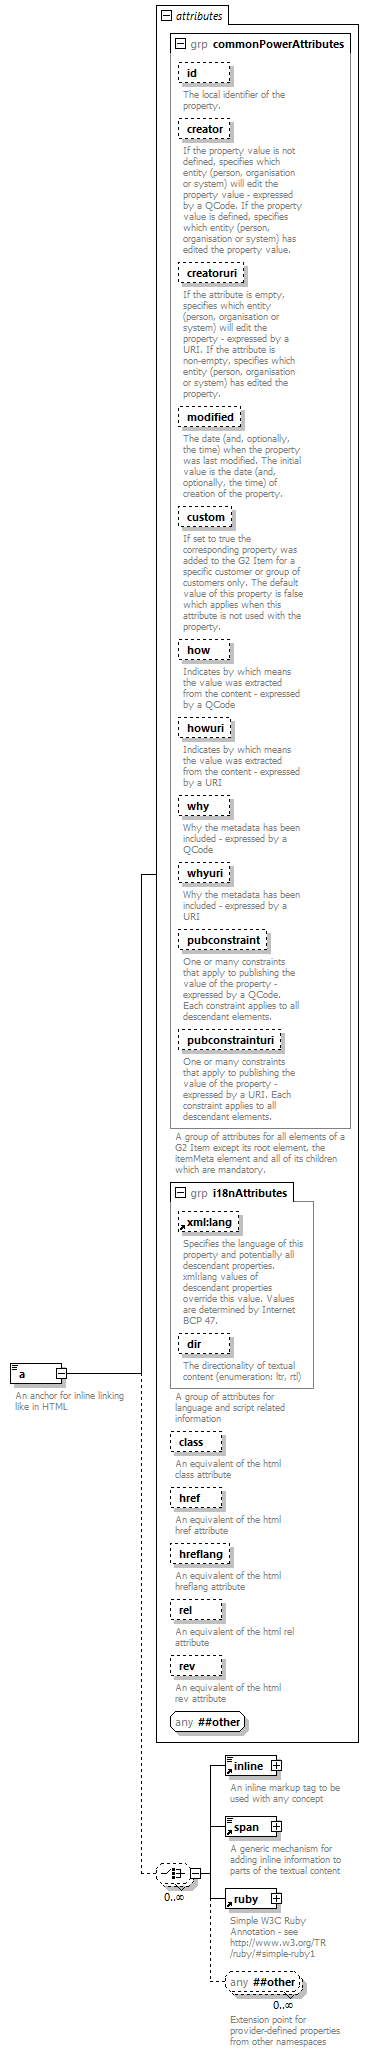 attributes
grp commonPowerAttributes
id
The local identifier of the
property.
creator
If the property value is not
defined, specifies which
entity (person, organisation
or system) will edit the
property value - expressed
by a QCode. If the property
value is defined, specifies
which entity (person,
organisation or system) has
edited the property value.
creatoruri
If the attribute is empty,
specifies which entity
(person, organisation or
system) will edit the
property - expressed by a
URI. If the attribute is
non-empty, specifies which
entity (person, organisation
or system) has edited the
property.
modified
The date (and, optionally,
the time) when the property
was last modified. The initial
value is the date (and,
optionally, the time) of
creation of the property.
custom
If set to true the
corresponding property was
added to the G2 Item for a
specific customer or group of
customers only. The default
value of this property is false
which applies when this
attribute is not used with the
property.
how
Indicates by which means
the value was extracted
from the content - expressed
by a QCode
howuri
Indicates by which means
the value was extracted
from the content - expressed
by a URI
why
Why the metadata has been
included - expressed by a
QCode
whyuri
Why the metadata has been
included - expressed by a
URI
pubconstraint
One or many constraints
that apply to publishing the
value of the property -
expressed by a QCode.
Each constraint applies to all
descendant elements.
pubconstrainturi
One or many constraints
that apply to publishing the
value of the property -
expressed by a URI. Each
constraint applies to all
descendant elements.
A group of attributes for all elements of a
G2 Item except its root element, the
itemMeta element and all of its children
which are mandatory.
grp i18nAttributes
xml:lang
Specifies the language of this
property and potentially all
descendant properties.
xml:lang values of
descendant properties
override this value. Values
are determined by Internet
BCP 47.
dir
The directionality of textual
content (enumeration: ltr, rtl)
A group of attributes for
language and script related
information
a
An anchor for inline linking
like in HTML
class
An equivalent of the html
class attribute
href
An equivalent of the html
href attribute
hreflang
An equivalent of the html
hreflang attribute
rel
An equivalent of the html rel
attribute
rev
An equivalent of the html
rev attribute
any ##other
inline
An inline markup tag to be
used with any concept
span
A generic mechanism for
adding inline information to
parts of the textual content
0..∞
ruby
Simple W3C Ruby
Annotation - see
http://www.w3.org/TR
/ruby/#simple-ruby1
any ##other
0..∞
Extension point for
provider-defined properties
from other namespaces